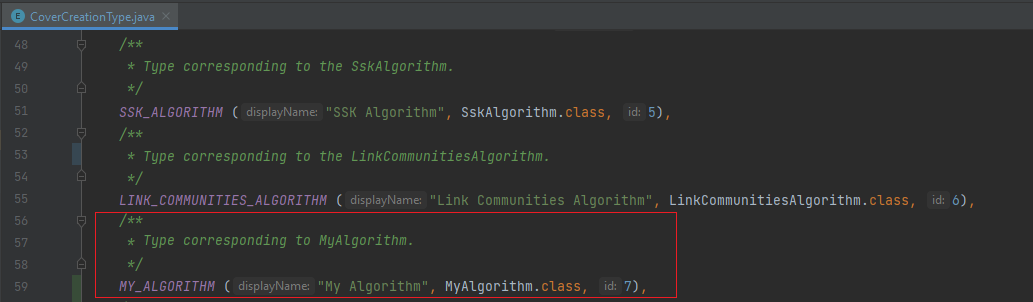 E CoverCreationType.java ×
48 /**
49 * Type corresponding to the SskAlgorithm.
50 */
51 SSK_ALGORITHM ( displayName: "SSK Algorithm", SskAlgorithm.class, id: 5),
52 /**
53 * Type corresponding to the LinkCommunitiesAlgorithm.
54 */
55 LINK_COMMUNITIES_ALGORITHM ( displayName: "Link Communities Algorithm", LinkCommunitiesAlgorithm.class, id: 6),
56 /**
57 * Type corresponding to MyAlgorithm.
58 */
59 MY_ALGORITHM ( displayName: "My Algorithm", MyAlgorithm.class, id: 7),